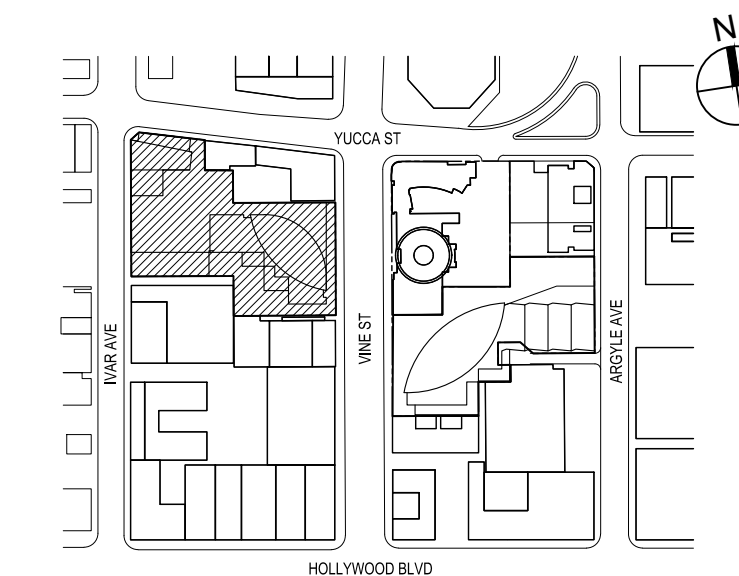 N
YUCCA ST
IVAR AVE
VINE ST
ARGYLE AVE
HOLLYWOOD BLVD